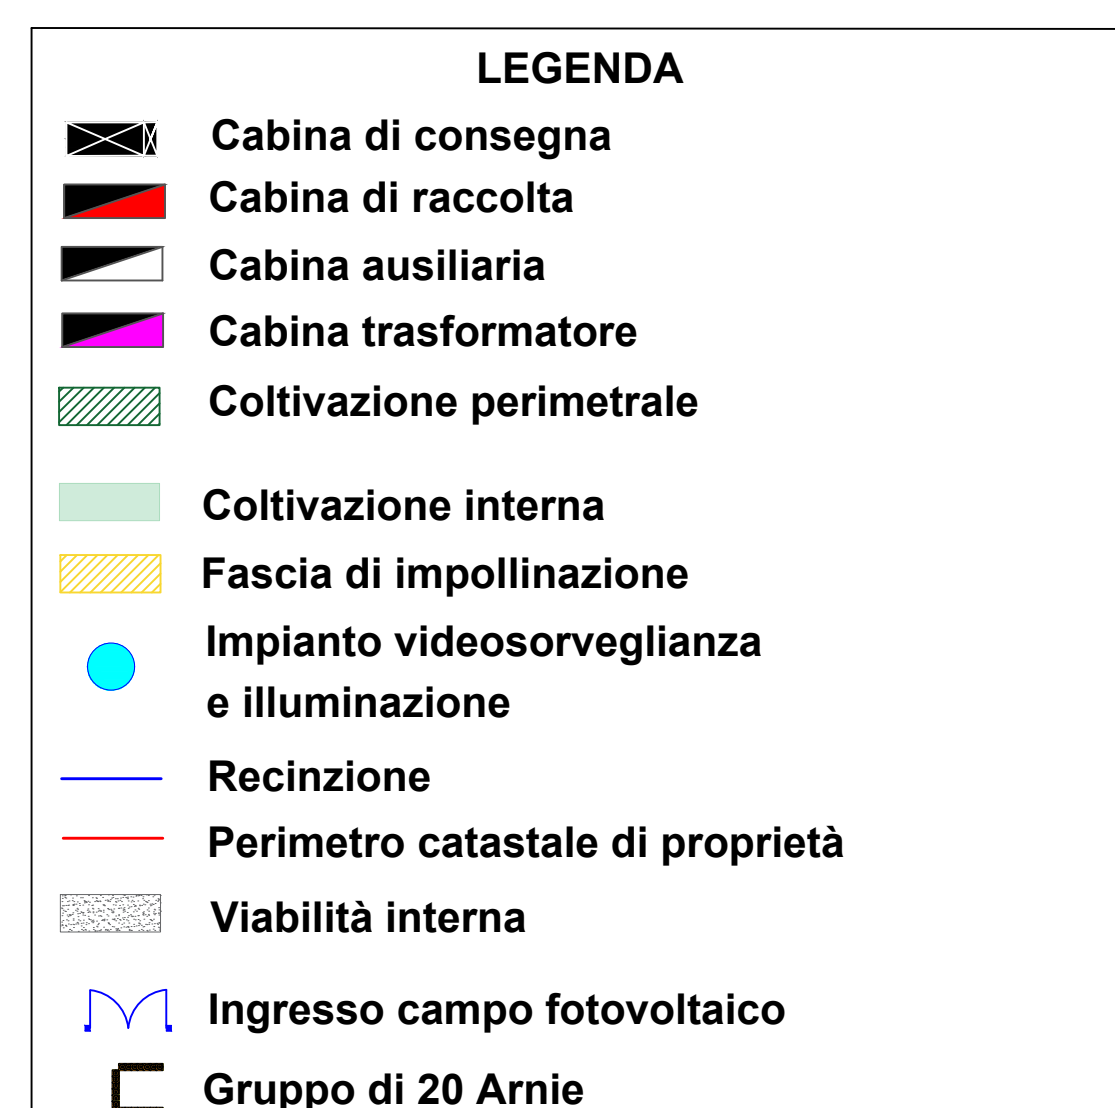 LEGENDA
Cabina di consegna
Cabina di raccolta
Cabina ausiliaria
Cabina trasformatore
Coltivazione perimetrale
Coltivazione interna
Fascia di impollinazione
Impianto videosorveglianza
e illuminazione
Recinzione
Perimetro catastale di proprietà
Viabilità interna
Ingresso campo fotovoltaico
Gruppo di 20 Arnie